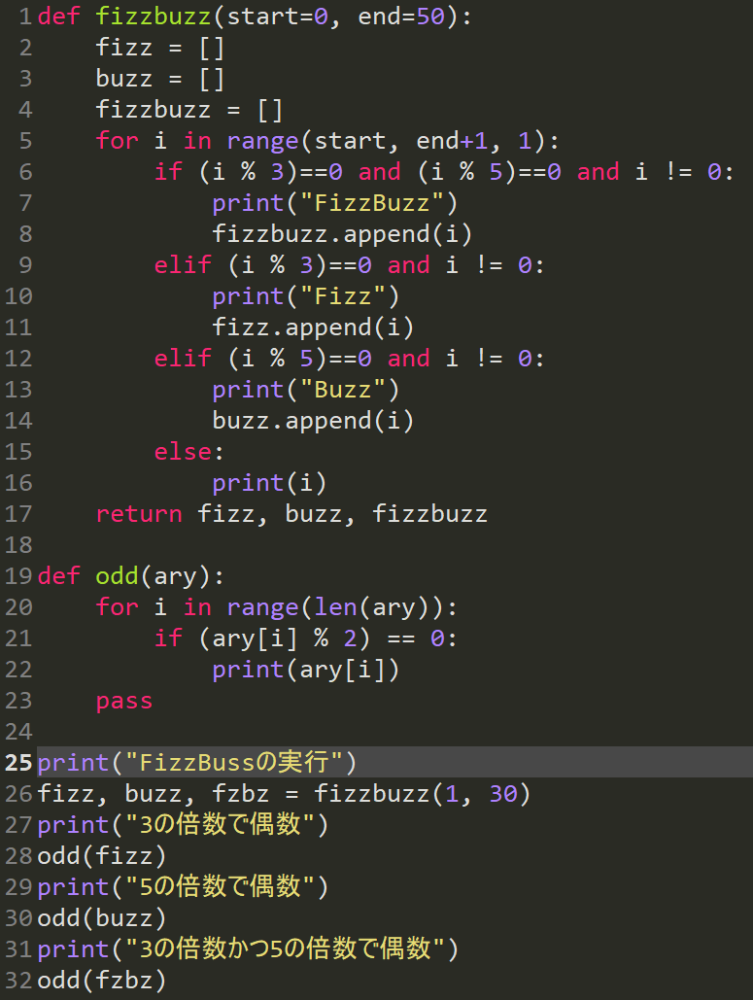 1 def fizzbuzz(start=0, end=50):
2     fizz = []
3     buzz = []
4     fizzbuzz = []
5     for i in range(start, end+1, 1):
6         if (i % 3)==0 and (i % 5)==0 and i != 0:
7             print("FizzBuzz")
8             fizzbuzz.append(i)
9         elif (i % 3)==0 and i != 0:
10             print("Fizz")
11             fizz.append(i)
12         elif (i % 5)==0 and i != 0:
13             print("Buzz")
14             buzz.append(i)
15         else:
16             print(i)
17     return fizz, buzz, fizzbuzz
18
19 def odd(ary):
20     for i in range(len(ary)):
21         if (ary[i] % 2) == 0:
22             print(ary[i])
23     pass
24
25 print("FizzBussの実行")
26 fizz, buzz, fzbz = fizzbuzz(1, 30)
27 print("3の倍数で偶数")
28 odd(fizz)
29 print("5の倍数で偶数")
30 odd(buzz)
31 print("3の倍数かつ5の倍数で偶数")
32 odd(fzbz)